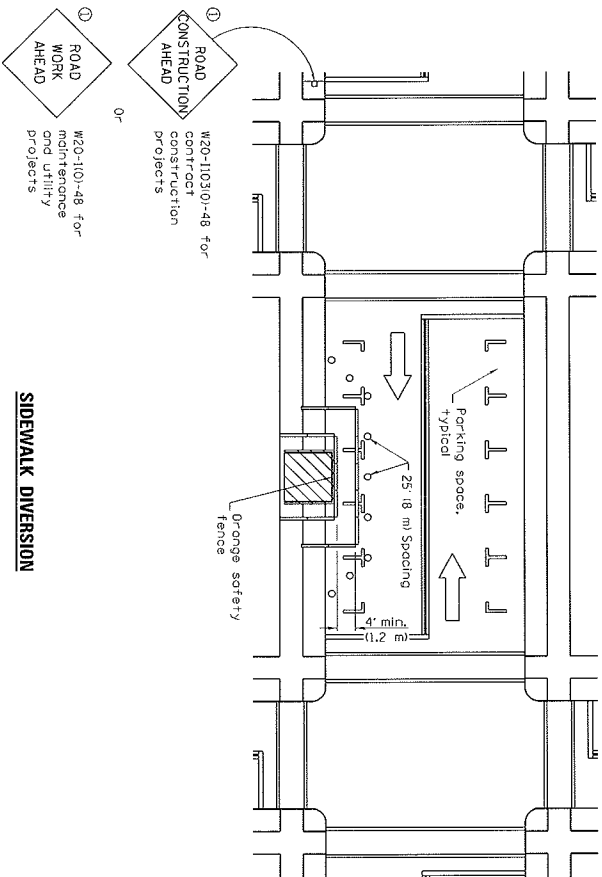 ①
ROAD
CONSTRUCTION
AHEAD
W20-I103(O)-48 for
contract
construction
projects
Or
①
ROAD
WORK
AHEAD
W20-1(O)-48 for
maintenance
and utility
projects
Parking space,
typical
25' (8 m) Spacing
4' min.
(1.2 m)
Orange safety
fence
SIDEWALK DIVERSION